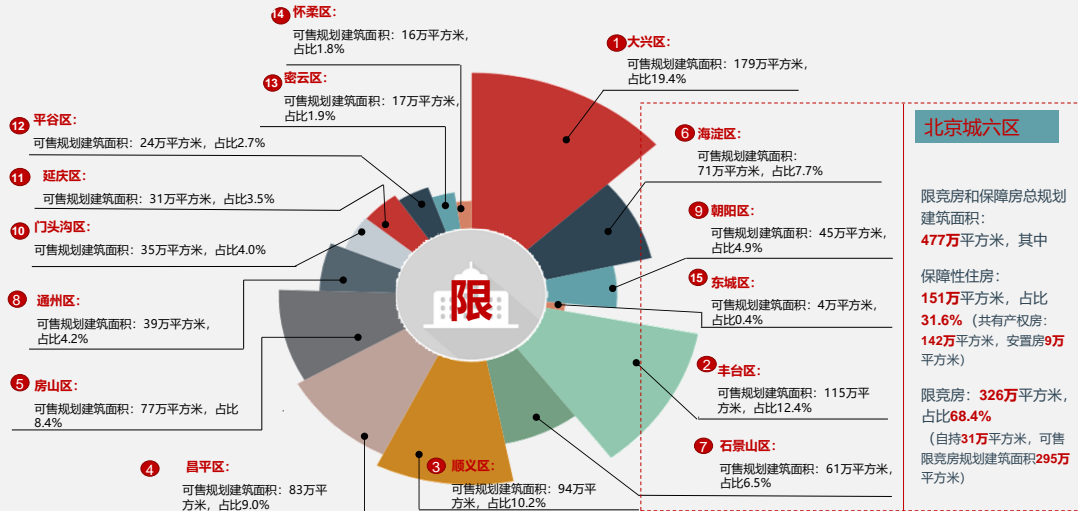 14 怀柔区：
可售规划建筑面积：16万平方米，
占比1.8%
13 密云区：
可售规划建筑面积：17万平方米，
占比1.9%
12 平谷区：
可售规划建筑面积：24万平方米，占比2.7%
11 延庆区：
可售规划建筑面积：31万平方米，占比3.5%
10 门头沟区：
可售规划建筑面积：35万平方米，占比4.0%
8 通州区：
可售规划建筑面积：39万平方米，
占比4.2%
5 房山区：
可售规划建筑面积：77万平方米，占比
8.4%
4 昌平区：
可售规划建筑面积：83万平
方米，占比9.0%
3 顺义区：
可售规划建筑面积：94万平
方米，占比10.2%
限
1 大兴区：
可售规划建筑面积：179万平方米，
占比19.4%
6 海淀区：
可售规划建筑面积：
71万平方米，占比7.7%
9 朝阳区：
可售规划建筑面积：45万平方米，
占比4.9%
15 东城区：
可售规划建筑面积：4万平方米，
占比0.4%
2 丰台区：
可售规划建筑面积：115万平
方米，占比12.4%
7 石景山区：
可售规划建筑面积：61万平方米，
占比6.5%
北京城六区
限竞房和保障房总规划
建筑面积：
477万平方米，其中
保障性住房：
151万平方米，占比
31.6%（共有产权房：
142万平方米，安置房9万
平方米）
限竞房：326万平方米，
占比68.4%
（自持31万平方米，可售
限竞房规划建筑面积295万
平方米）